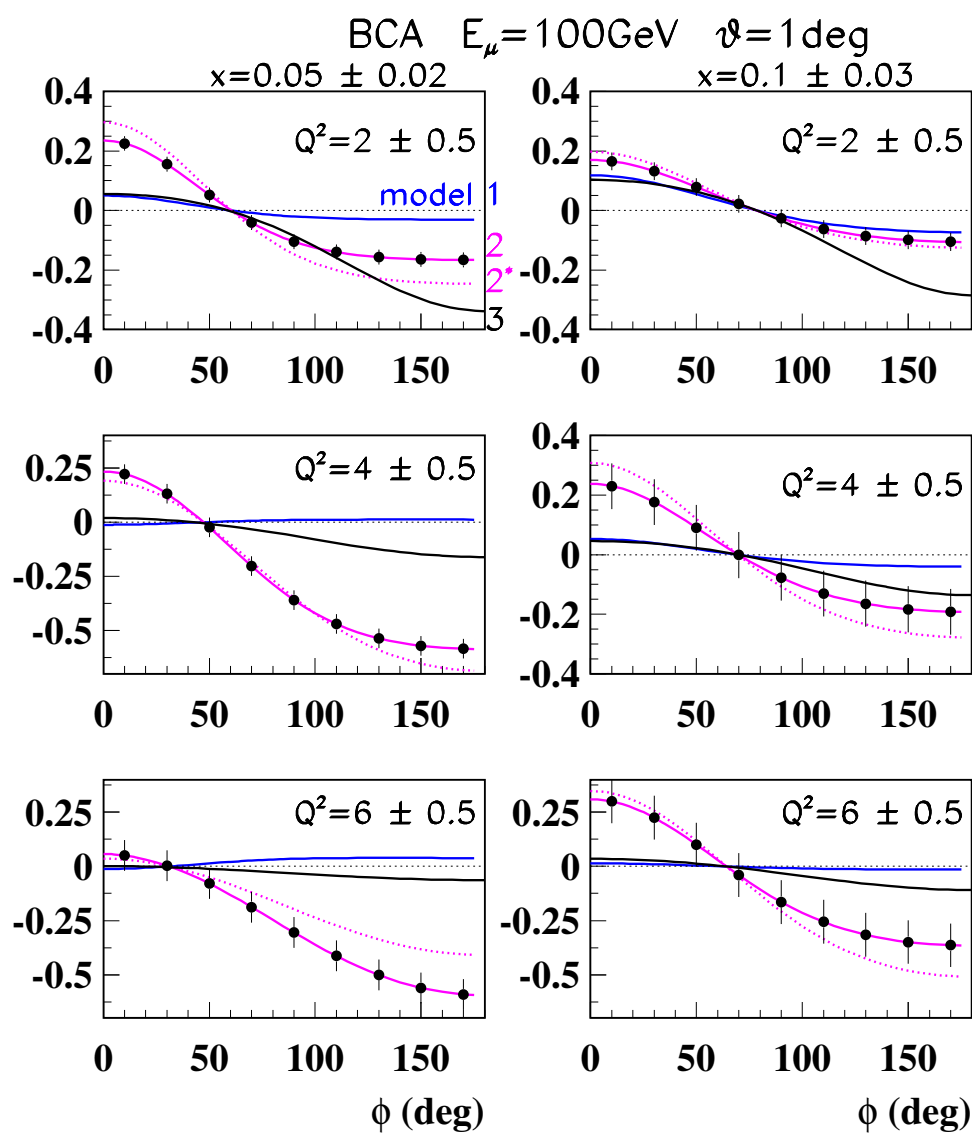 BCA E_μ=100GeV ϑ=1deg
x=0.05 ± 0.02
x=0.1 ± 0.03
0.4
0.2
0
-0.2
-0.4
Q²=2 ± 0.5
model 1
2
2*
3
0 50 100 150
0.4
0.2
0
-0.2
-0.4
Q²=2 ± 0.5
0 50 100 150
0.25
0
-0.25
-0.5
Q²=4 ± 0.5
0 50 100 150
0.4
0.2
0
-0.2
-0.4
Q²=4 ± 0.5
0 50 100 150
0.25
0
-0.25
-0.5
Q²=6 ± 0.5
0 50 100 150
ϕ (deg)
0.25
0
-0.25
-0.5
Q²=6 ± 0.5
0 50 100 150
ϕ (deg)